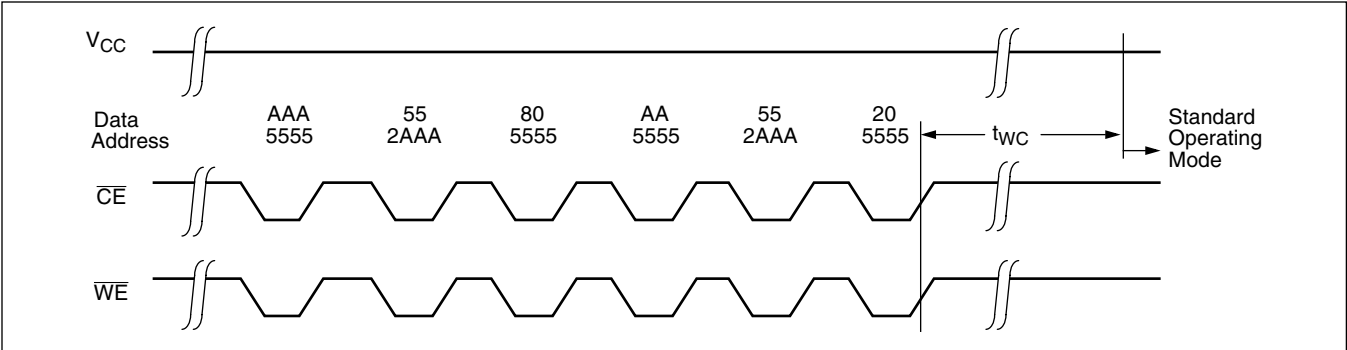 VCC
Data AAA 55 80 AA 55 20
Address 5555 2AAA 5555 5555 2AAA 5555
tWC
Standard
Operating
Mode
CE
WE